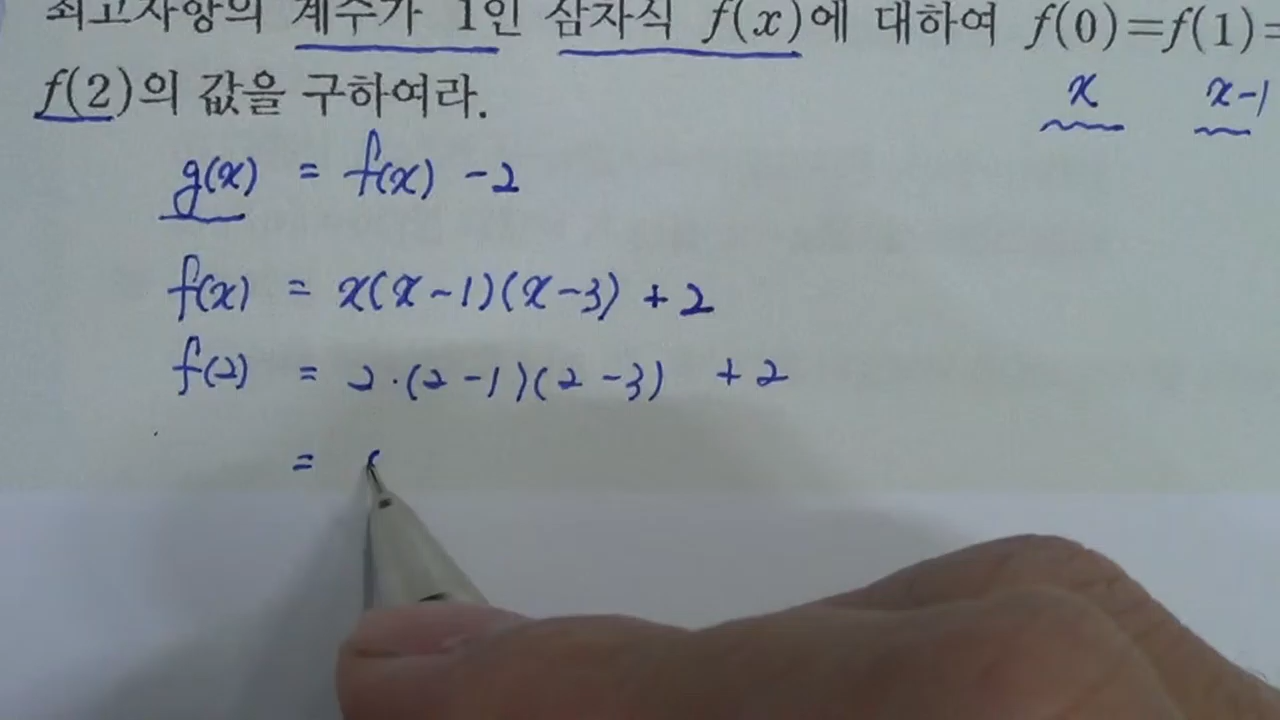 최고차항의 계수가 1인 삼차식 f(x)에 대하여 f(0)=f(1)=
f(2)의 값을 구하여라.
x x-1
g(x) = f(x) -2
f(x) = x(x-1)(x-3) +2
f(2) = 2·(2-1)(2-3) +2
=